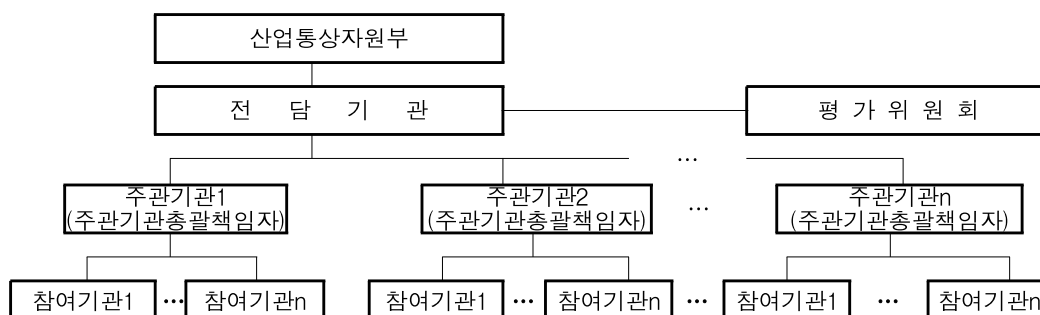 산업통상자원부
전 담 기 관
평 가 위 원 회
...
주관기관1
(주관기관총괄책임자)
주관기관2
(주관기관총괄책임자)
...
주관기관n
(주관기관총괄책임자)
참여기관1
...
참여기관n
참여기관1
...
참여기관n
...
참여기관1
...
참여기관n